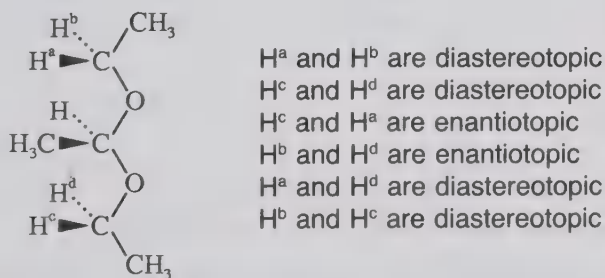 Hᵇ CH₃
Hᵃ C
O
H
H₃C C
O
Hᵈ
Hᶜ C
CH₃
Hᵃ and Hᵇ are diastereotopic
Hᶜ and Hᵈ are diastereotopic
Hᶜ and Hᵃ are enantiotopic
Hᵇ and Hᵈ are enantiotopic
Hᵃ and Hᵈ are diastereotopic
Hᵇ and Hᶜ are diastereotopic